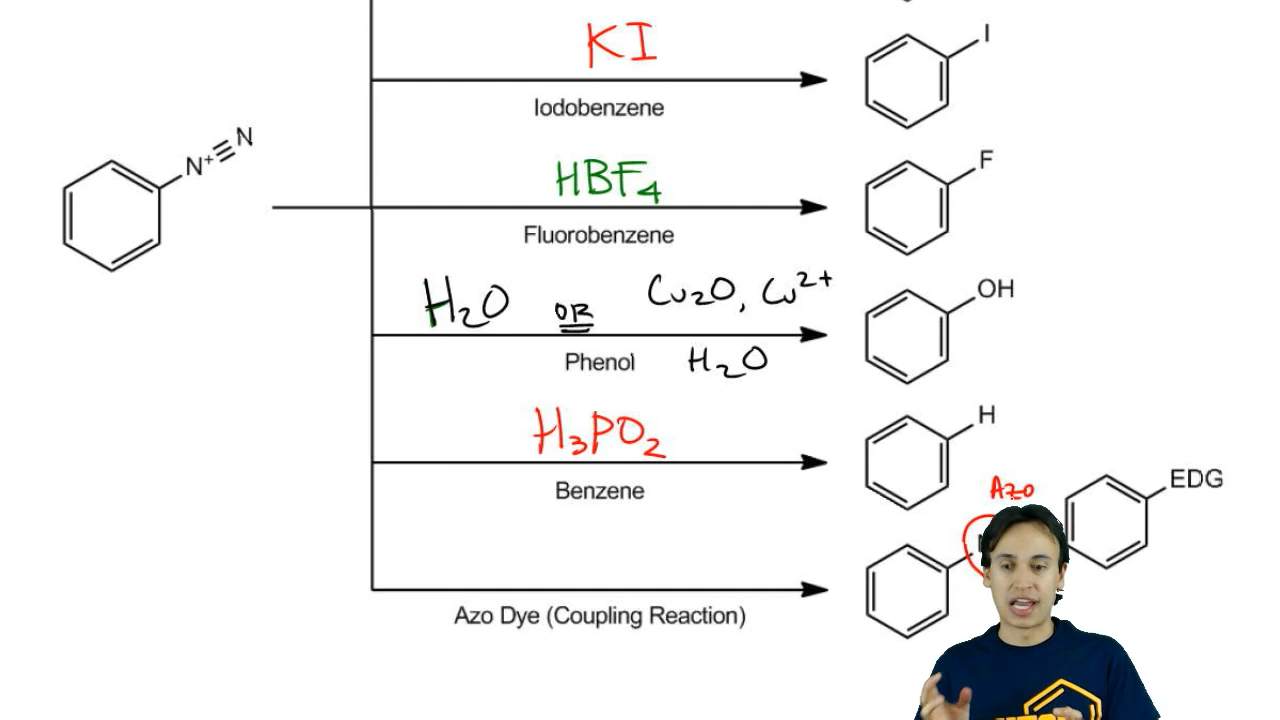 KI
I
Iodobenzene
N⁺≡N
HBF₄
F
Fluorobenzene
H₂O OR Cu₂O, Cu²⁺
OH
Phenol H₂O
H₃PO₂
H
Benzene
Azo
EDG
Azo Dye (Coupling Reaction)